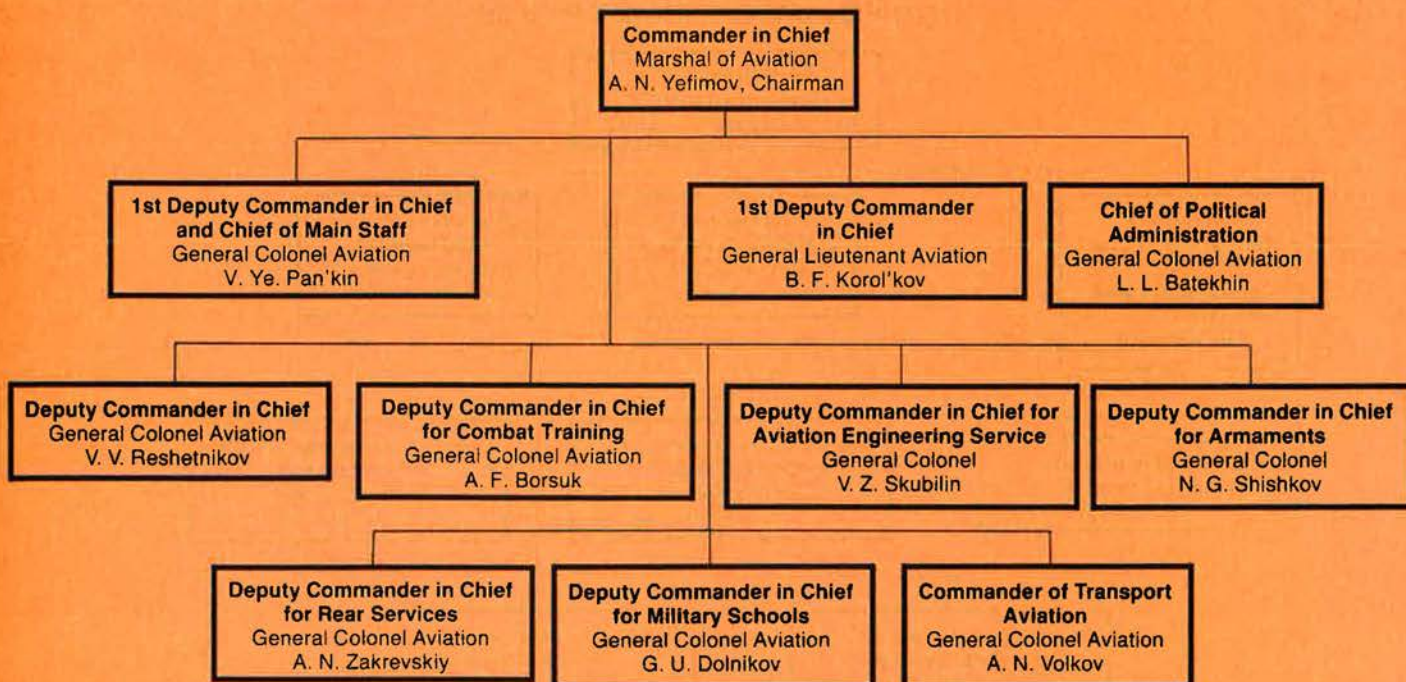 Commander in Chief
Marshal of Aviation
A. N. Yefimov, Chairman
1st Deputy Commander in Chief
and Chief of Main Staff
General Colonel Aviation
V. Ye. Pan'kin
1st Deputy Commander
in Chief
General Lieutenant Aviation
B. F. Korol'kov
Chief of Political
Administration
General Colonel Aviation
L. L. Batekhin
Deputy Commander in Chief
General Colonel Aviation
V. V. Reshetnikov
Deputy Commander in Chief
for Combat Training
General Colonel Aviation
A. F. Borsuk
Deputy Commander in Chief for
Aviation Engineering Service
General Colonel
V. Z. Skubilin
Deputy Commander in Chief
for Armaments
General Colonel
N. G. Shishkov
Deputy Commander in Chief
for Rear Services
General Colonel Aviation
A. N. Zakrevskiy
Deputy Commander in Chief
for Military Schools
General Colonel Aviation
G. U. Dolnikov
Commander of Transport
Aviation
General Colonel Aviation
A. N. Volkov